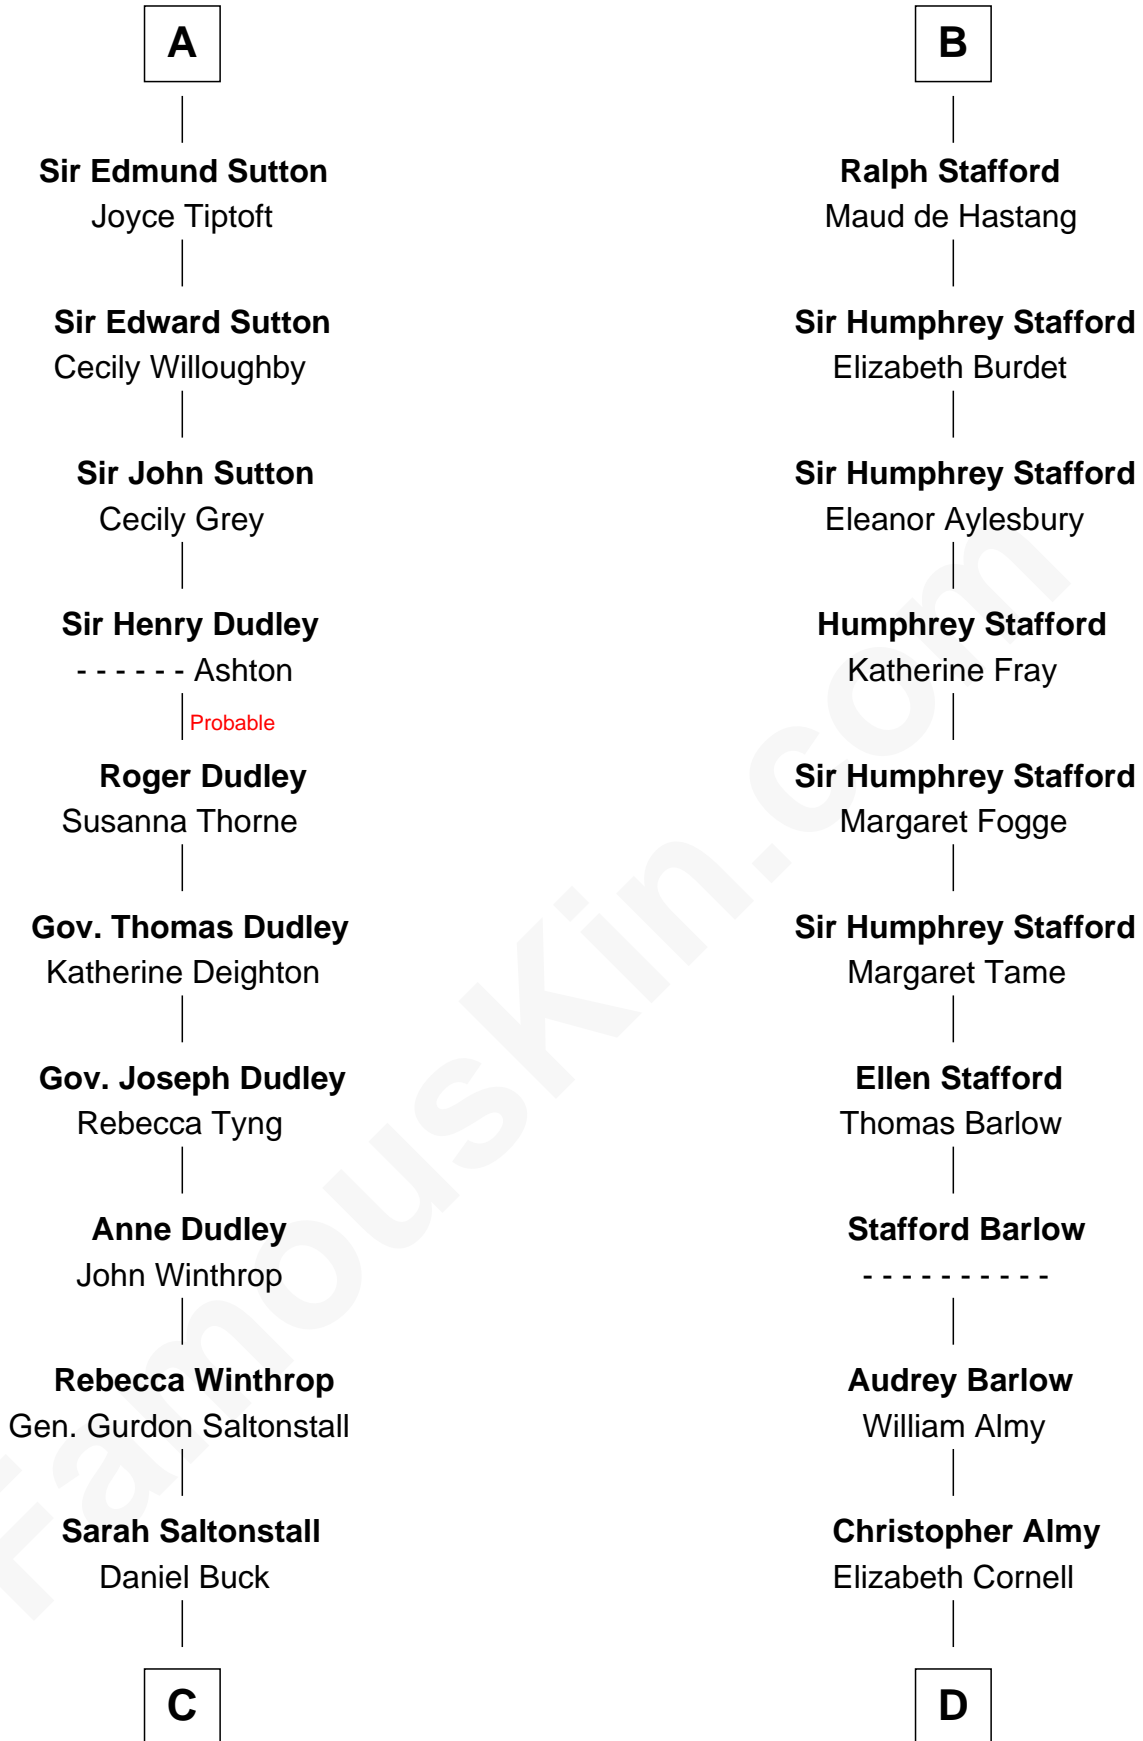 A
Sir Edmund Sutton
Joyce Tiptoft
Sir Edward Sutton
Cecily Willoughby
Sir John Sutton
Cecily Grey
Sir Henry Dudley
- - - - - - Ashton
Probable
Roger Dudley
Susanna Thorne
Gov. Thomas Dudley
Katherine Deighton
Gov. Joseph Dudley
Rebecca Tyng
Anne Dudley
John Winthrop
Rebecca Winthrop
Gen. Gurdon Saltonstall
Sarah Saltonstall
Daniel Buck
C
B
Ralph Stafford
Maud de Hastang
Sir Humphrey Stafford
Elizabeth Burdet
Sir Humphrey Stafford
Eleanor Aylesbury
Humphrey Stafford
Katherine Fray
Sir Humphrey Stafford
Margaret Fogge
Sir Humphrey Stafford
Margaret Tame
Ellen Stafford
Thomas Barlow
Stafford Barlow
- - - - - - - - - -
Audrey Barlow
William Almy
Christopher Almy
Elizabeth Cornell
D
FamousKin.com